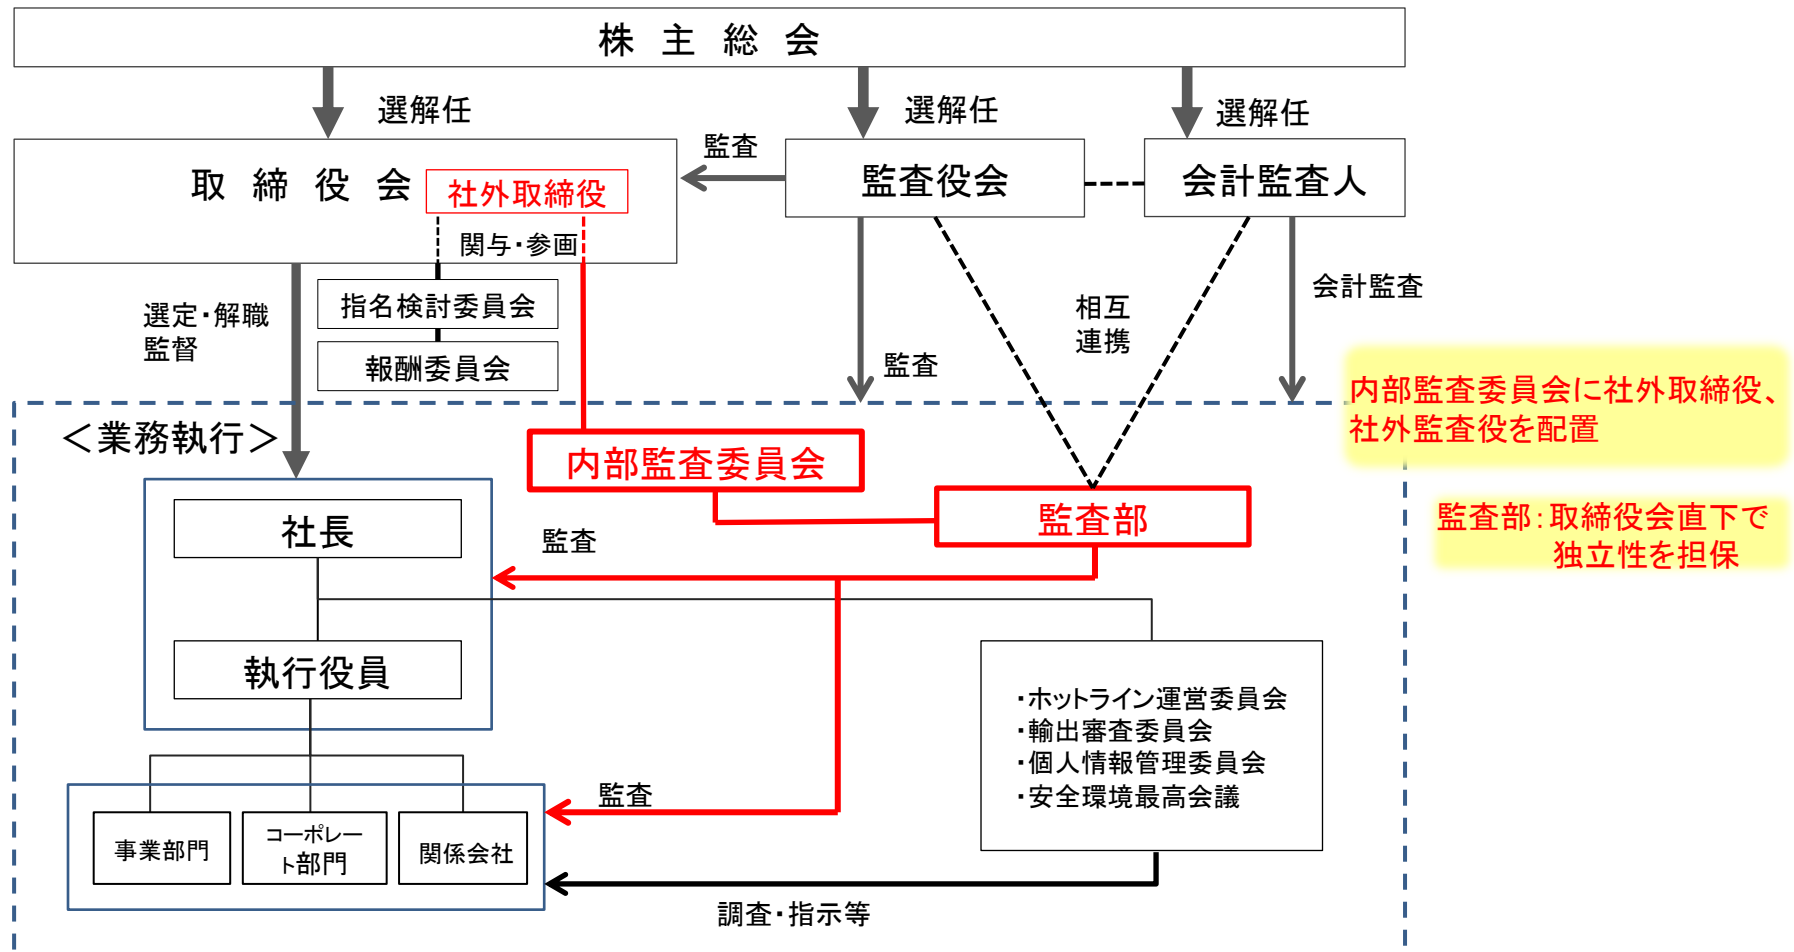 株 主 総 会
選解任
選解任
選解任
取 締 役 会
社外取締役
監査
監査役会
会計監査人
関与・参画
指名検討委員会
報酬委員会
選定・解職
監督
監査
相互
連携
会計監査
内部監査委員会に社外取締役、
社外監査役を配置
＜業務執行＞
内部監査委員会
監査部
監査部：取締役会直下で
独立性を担保
社長
監査
執行役員
・ホットライン運営委員会
・輸出審査委員会
・個人情報管理委員会
・安全環境最高会議
監査
事業部門
コーポレー
ト部門
関係会社
調査・指示等